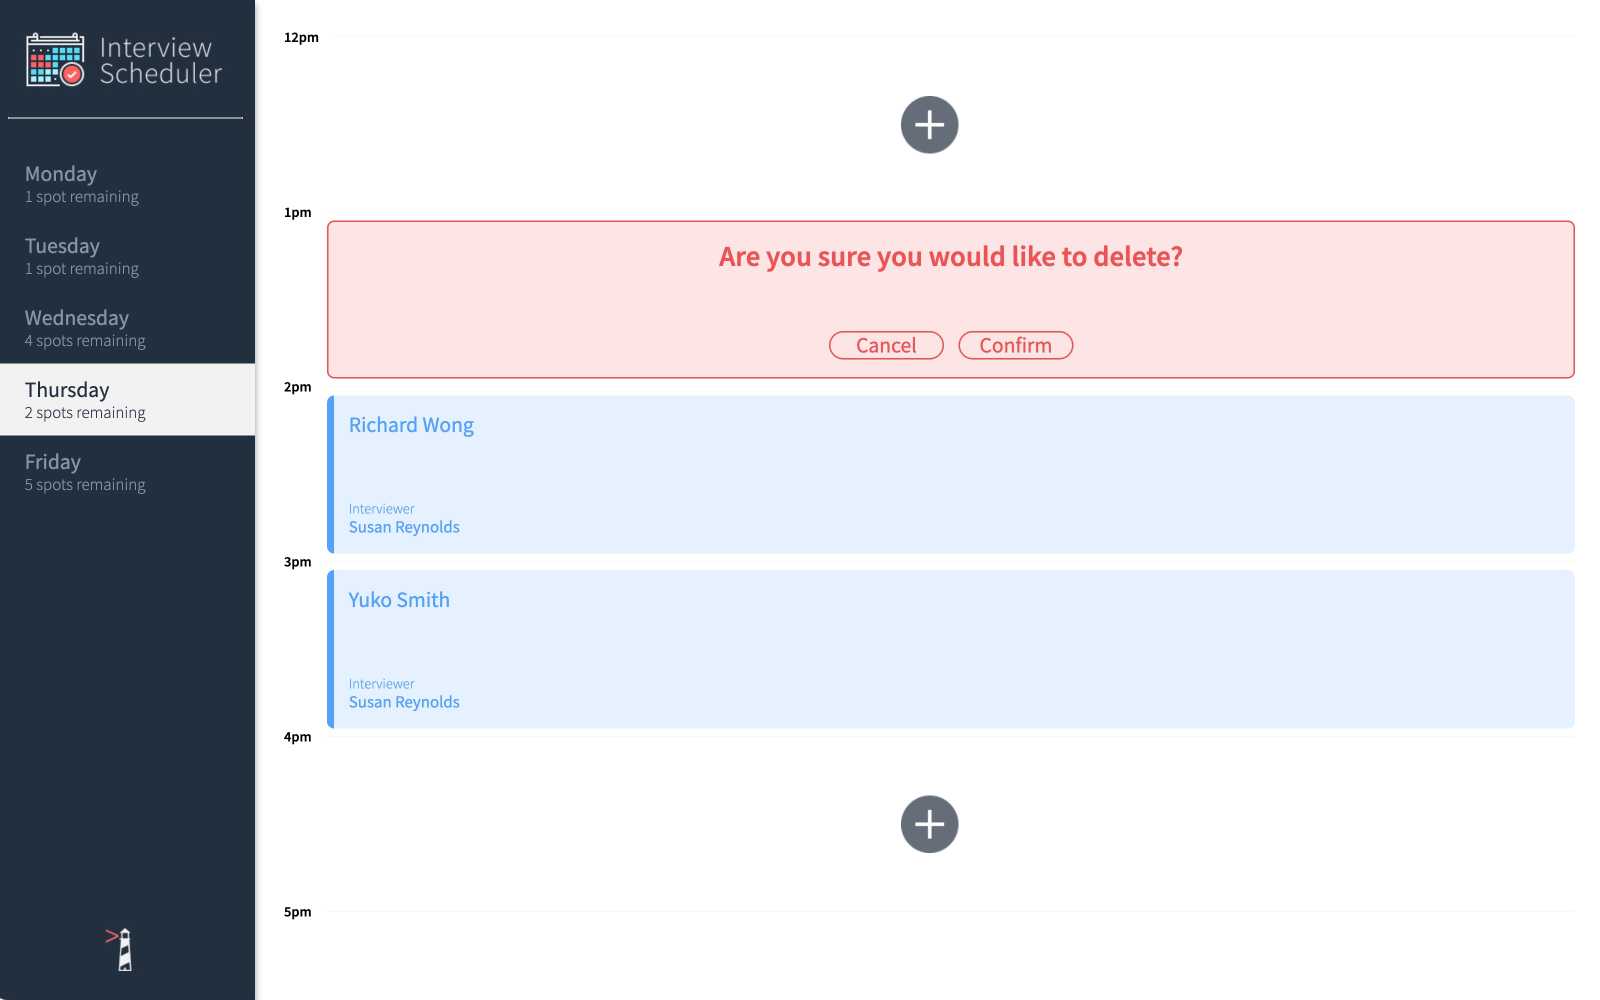 Interview
Scheduler
Monday
1 spot remaining
Tuesday
1 spot remaining
Wednesday
4 spots remaining
Thursday
2 spots remaining
Friday
5 spots remaining
12pm
1pm
Are you sure you would like to delete?
Cancel Confirm
2pm
Richard Wong
Interviewer
Susan Reynolds
3pm
Yuko Smith
Interviewer
Susan Reynolds
4pm
5pm